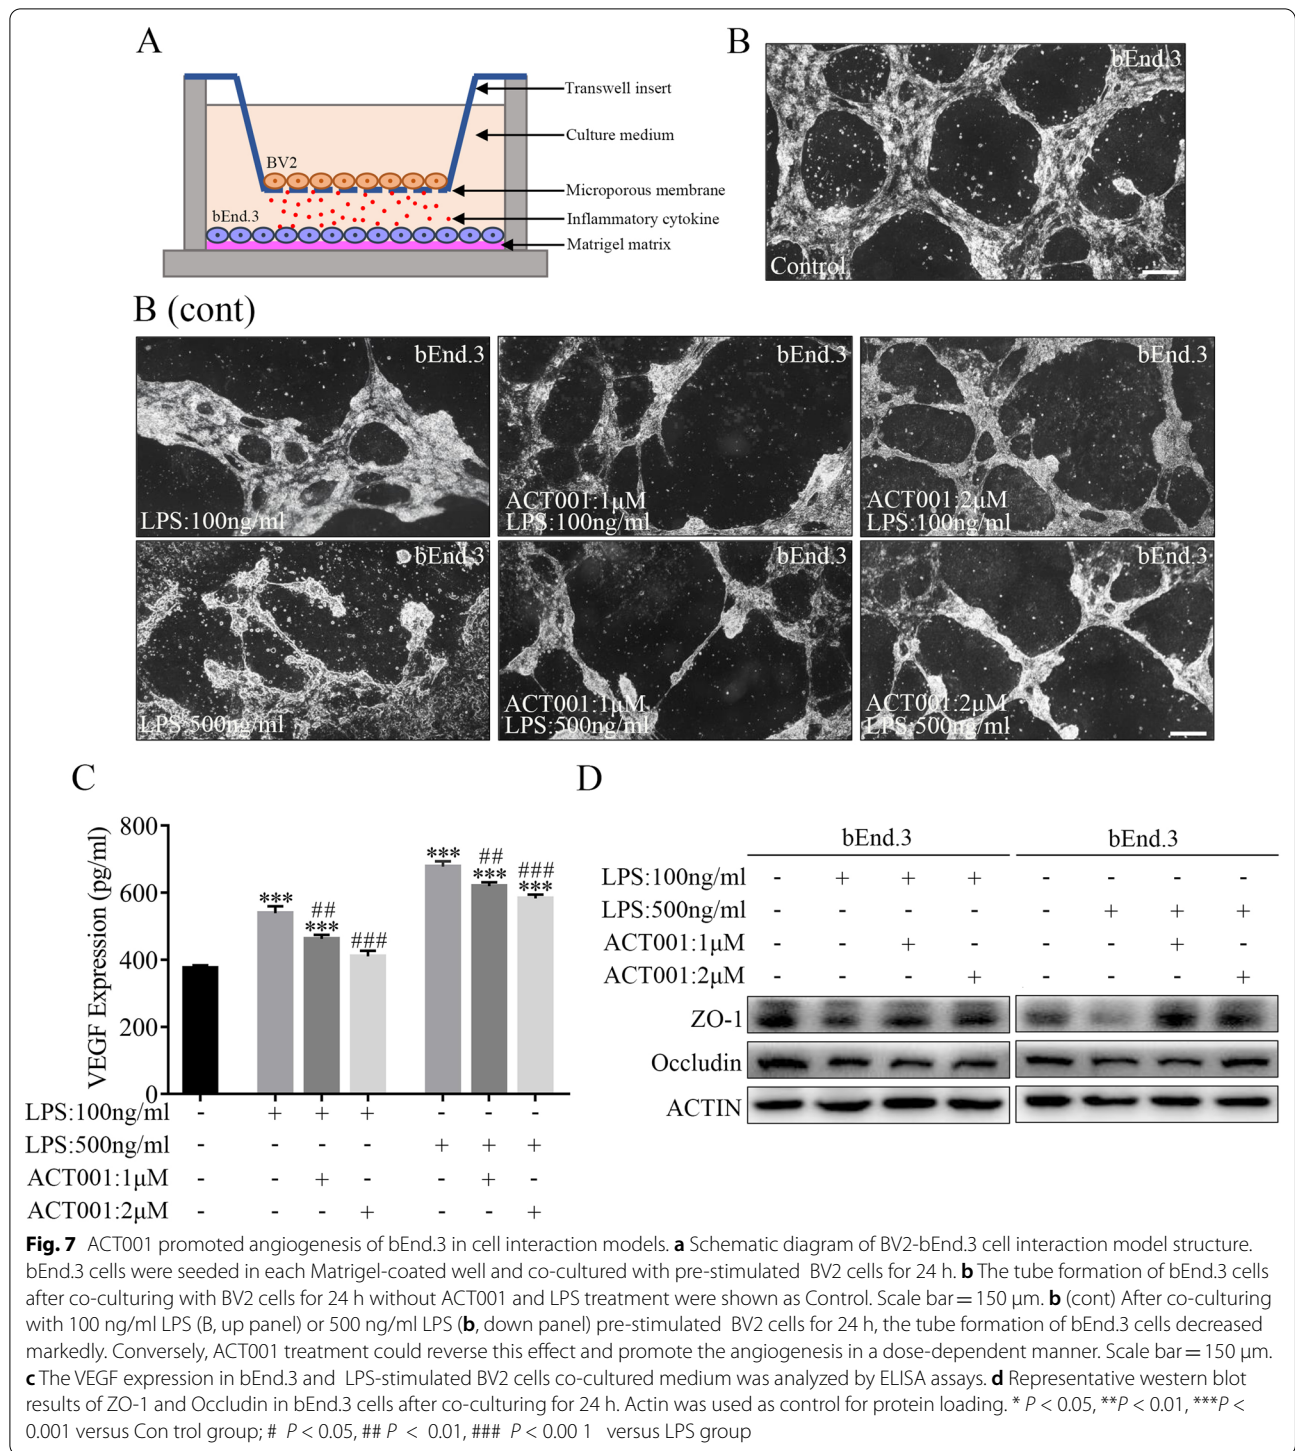 A
B
Transwell insert
Culture medium
BV2
Microporous membrane
bEnd.3
Inflammatory cytokine
Matrigel matrix
bEnd.3
Control
B (cont)
bEnd.3
LPS:100ng/ml
bEnd.3
ACT001:1μM
LPS:100ng/ml
bEnd.3
ACT001:2μM
LPS:100ng/ml
bEnd.3
LPS:500ng/ml
bEnd.3
ACT001:1μM
LPS:500ng/ml
bEnd.3
ACT001:2μM
LPS:500ng/ml
C
VEGF Expression (pg/ml)
800
600
400
200
0
***
##
***
###
***
##
***
###
***
LPS:100ng/ml - + + + - - -
LPS:500ng/ml - - - - + + +
ACT001:1μM - - + - - + -
ACT001:2μM - - - + - - +
D
bEnd.3 bEnd.3
LPS:100ng/ml - + + + - - - -
LPS:500ng/ml - - - - - + + +
ACT001:1μM - - + - - - + -
ACT001:2μM - - - + - - - +
ZO-1
Occludin
ACTIN
Fig. 7 ACT001 promoted angiogenesis of bEnd.3 in cell interaction models. a Schematic diagram of BV2-bEnd.3 cell interaction model structure.
bEnd.3 cells were seeded in each Matrigel-coated well and co-cultured with pre-stimulated BV2 cells for 24 h. b The tube formation of bEnd.3 cells
after co-culturing with BV2 cells for 24 h without ACT001 and LPS treatment were shown as Control. Scale bar = 150 μm. b (cont) After co-culturing
with 100 ng/ml LPS (B, up panel) or 500 ng/ml LPS (b, down panel) pre-stimulated BV2 cells for 24 h, the tube formation of bEnd.3 cells decreased
markedly. Conversely, ACT001 treatment could reverse this effect and promote the angiogenesis in a dose-dependent manner. Scale bar = 150 μm.
c The VEGF expression in bEnd.3 and LPS-stimulated BV2 cells co-cultured medium was analyzed by ELISA assays. d Representative western blot
results of ZO-1 and Occludin in bEnd.3 cells after co-culturing for 24 h. Actin was used as control for protein loading. * P < 0.05, **P < 0.01, ***P <
0.001 versus Con trol group; # P < 0.05, ## P < 0.01, ### P < 0.00 1 versus LPS group